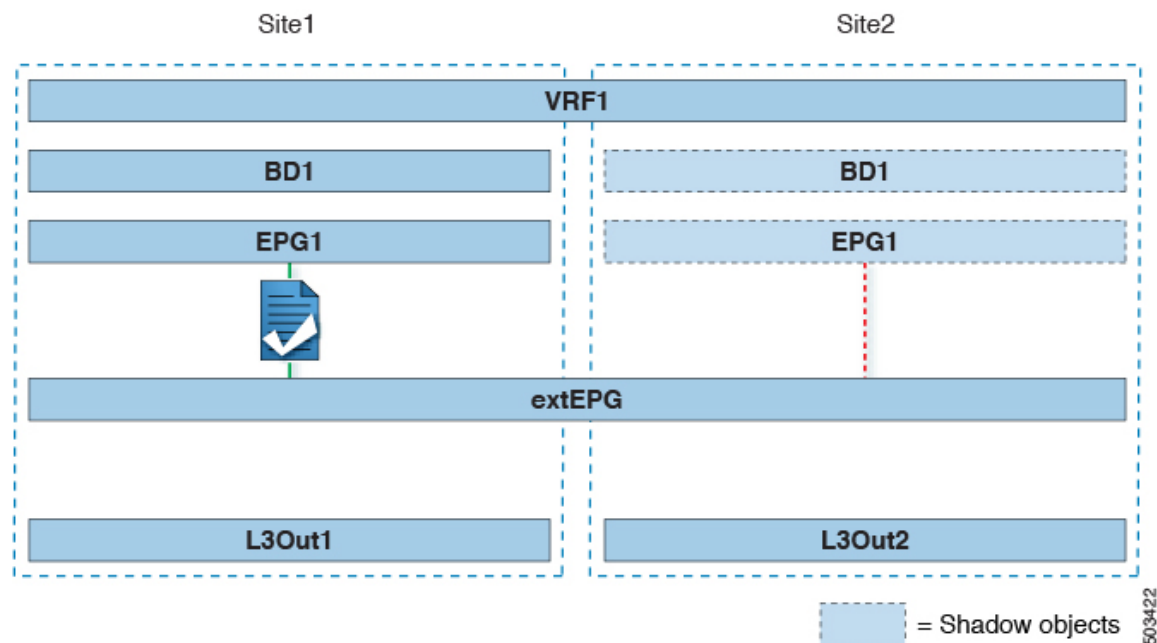 Site1 Site2
VRF1
BD1 BD1
EPG1 EPG1
extEPG
L3Out1 L3Out2
= Shadow objects
503422